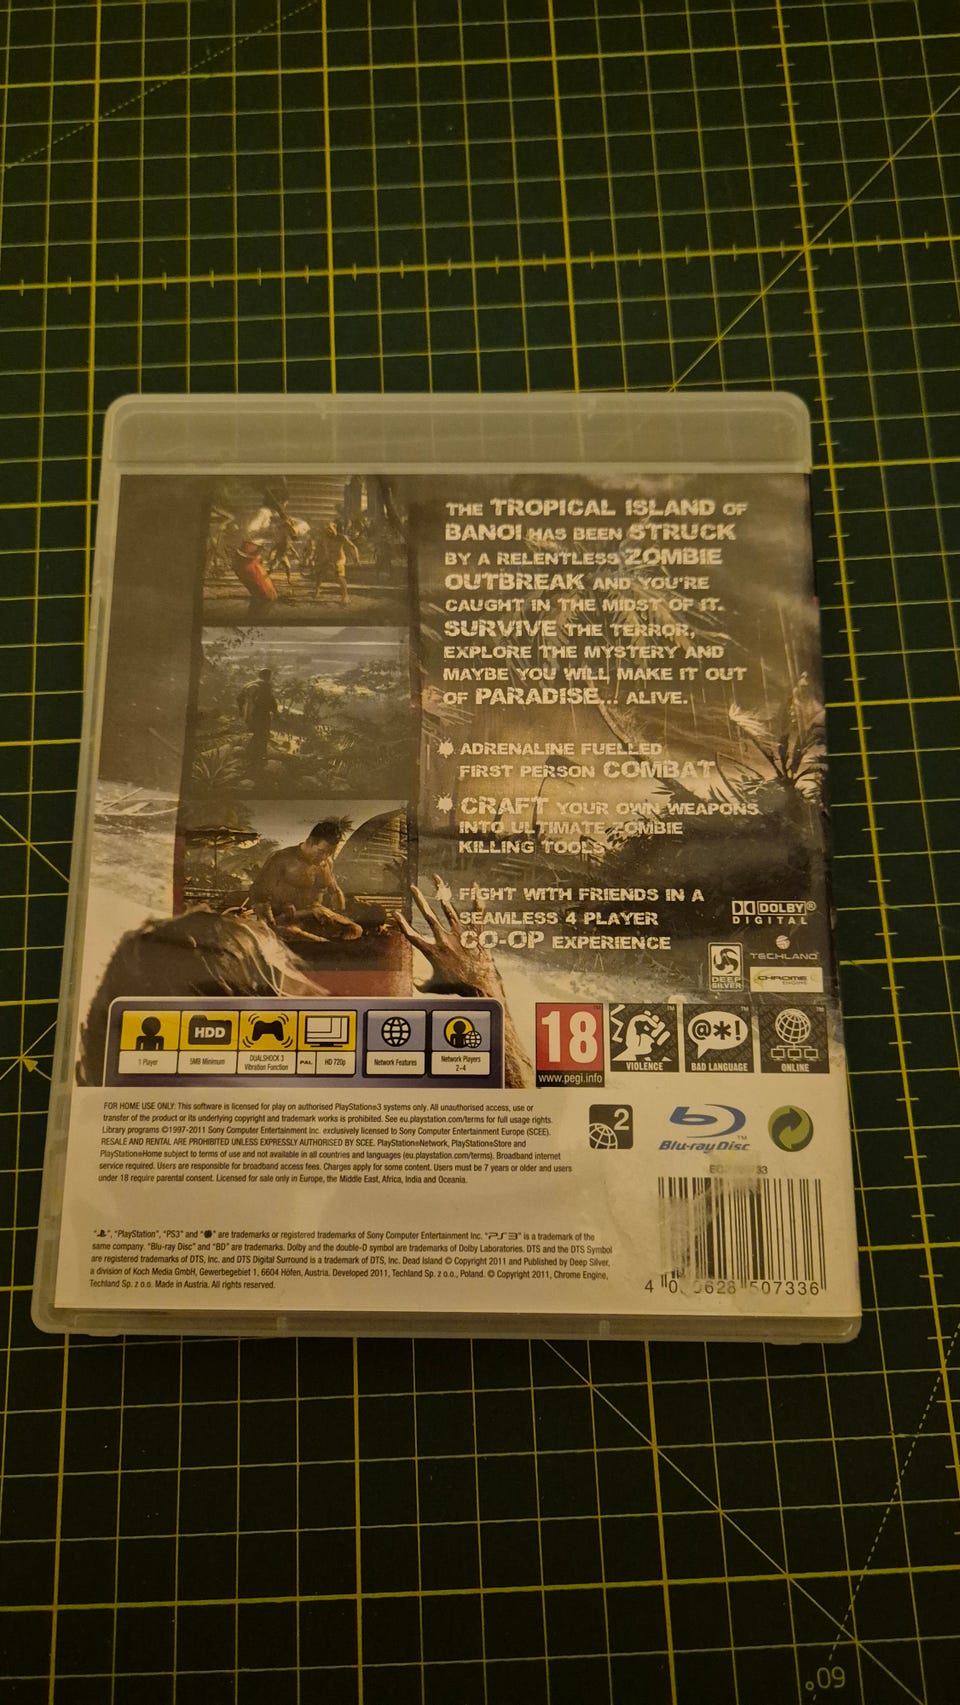 THE TROPICAL ISLAND OF
BANOI HAS BEEN STRUCK
BY A RELENTLESS ZOMBIE
OUTBREAK AND YOU'RE
CAUGHT IN THE MIDST OF IT.
SURVIVE THE TERROR,
EXPLORE THE MYSTERY AND
MAYBE YOU WILL MAKE IT OUT
OF PARADISE... ALIVE.
ADRENALINE FUELLED
FIRST PERSON COMBAT
CRAFT YOUR OWN WEAPONS
INTO ULTIMATE ZOMBIE
KILLING TOOLS
FIGHT WITH FRIENDS IN A
SEAMLESS 4 PLAYER
CO-OP EXPERIENCE
DOLBY®
DIGITAL
DEEP
SILVER
TECHLAND
CHROME
ENGINE
HDD
1 Player
5MB Minimum
DUALSHOCK 3
Vibration Function
PAL
HD 720p
Network Features
Network Players
2-4
18
www.pegi.info
VIOLENCE
@*!
BAD LANGUAGE
ONLINE
FOR HOME USE ONLY: This software is licensed for play on authorised PlayStation®3 systems only. All unauthorised access, use or
transfer of the product or its underlying copyright and trademark works is prohibited. See eu.playstation.com/terms for full usage rights.
Library programs ©1997-2011 Sony Computer Entertainment Inc. exclusively licensed to Sony Computer Entertainment Europe (SCEE).
RESALE AND RENTAL ARE PROHIBITED UNLESS EXPRESSLY AUTHORISED BY SCEE. PlayStation®Network, PlayStation®Store and
PlayStation®Home subject to terms of use and not available in all countries and languages (eu.playstation.com/terms). Broadband internet
service required. Users are responsible for broadband access fees. Charges apply for some content. Users must be 7 years or older and users
under 18 require parental consent. Licensed for sale only in Europe, the Middle East, Africa, India and Oceania.
2
Blu-ray Disc™
"", "PlayStation", "PS3" and "" are trademarks or registered trademarks of Sony Computer Entertainment Inc. "PS3" is a trademark of the
same company. "Blu-ray Disc" and "BD" are trademarks. Dolby and the double-D symbol are trademarks of Dolby Laboratories. DTS and the DTS Symbol
are registered trademarks of DTS, Inc. and DTS Digital Surround is a trademark of DTS, Inc. Dead Island © Copyright 2011 and Published by Deep Silver,
a division of Koch Media GmbH, Gewerbegebiet 1, 6604 Höfen, Austria. Developed 2011, Techland Sp. z o.o., Poland. © Copyright 2011, Chrome Engine,
Techland Sp. z o.o. Made in Austria. All rights reserved.
507336
60